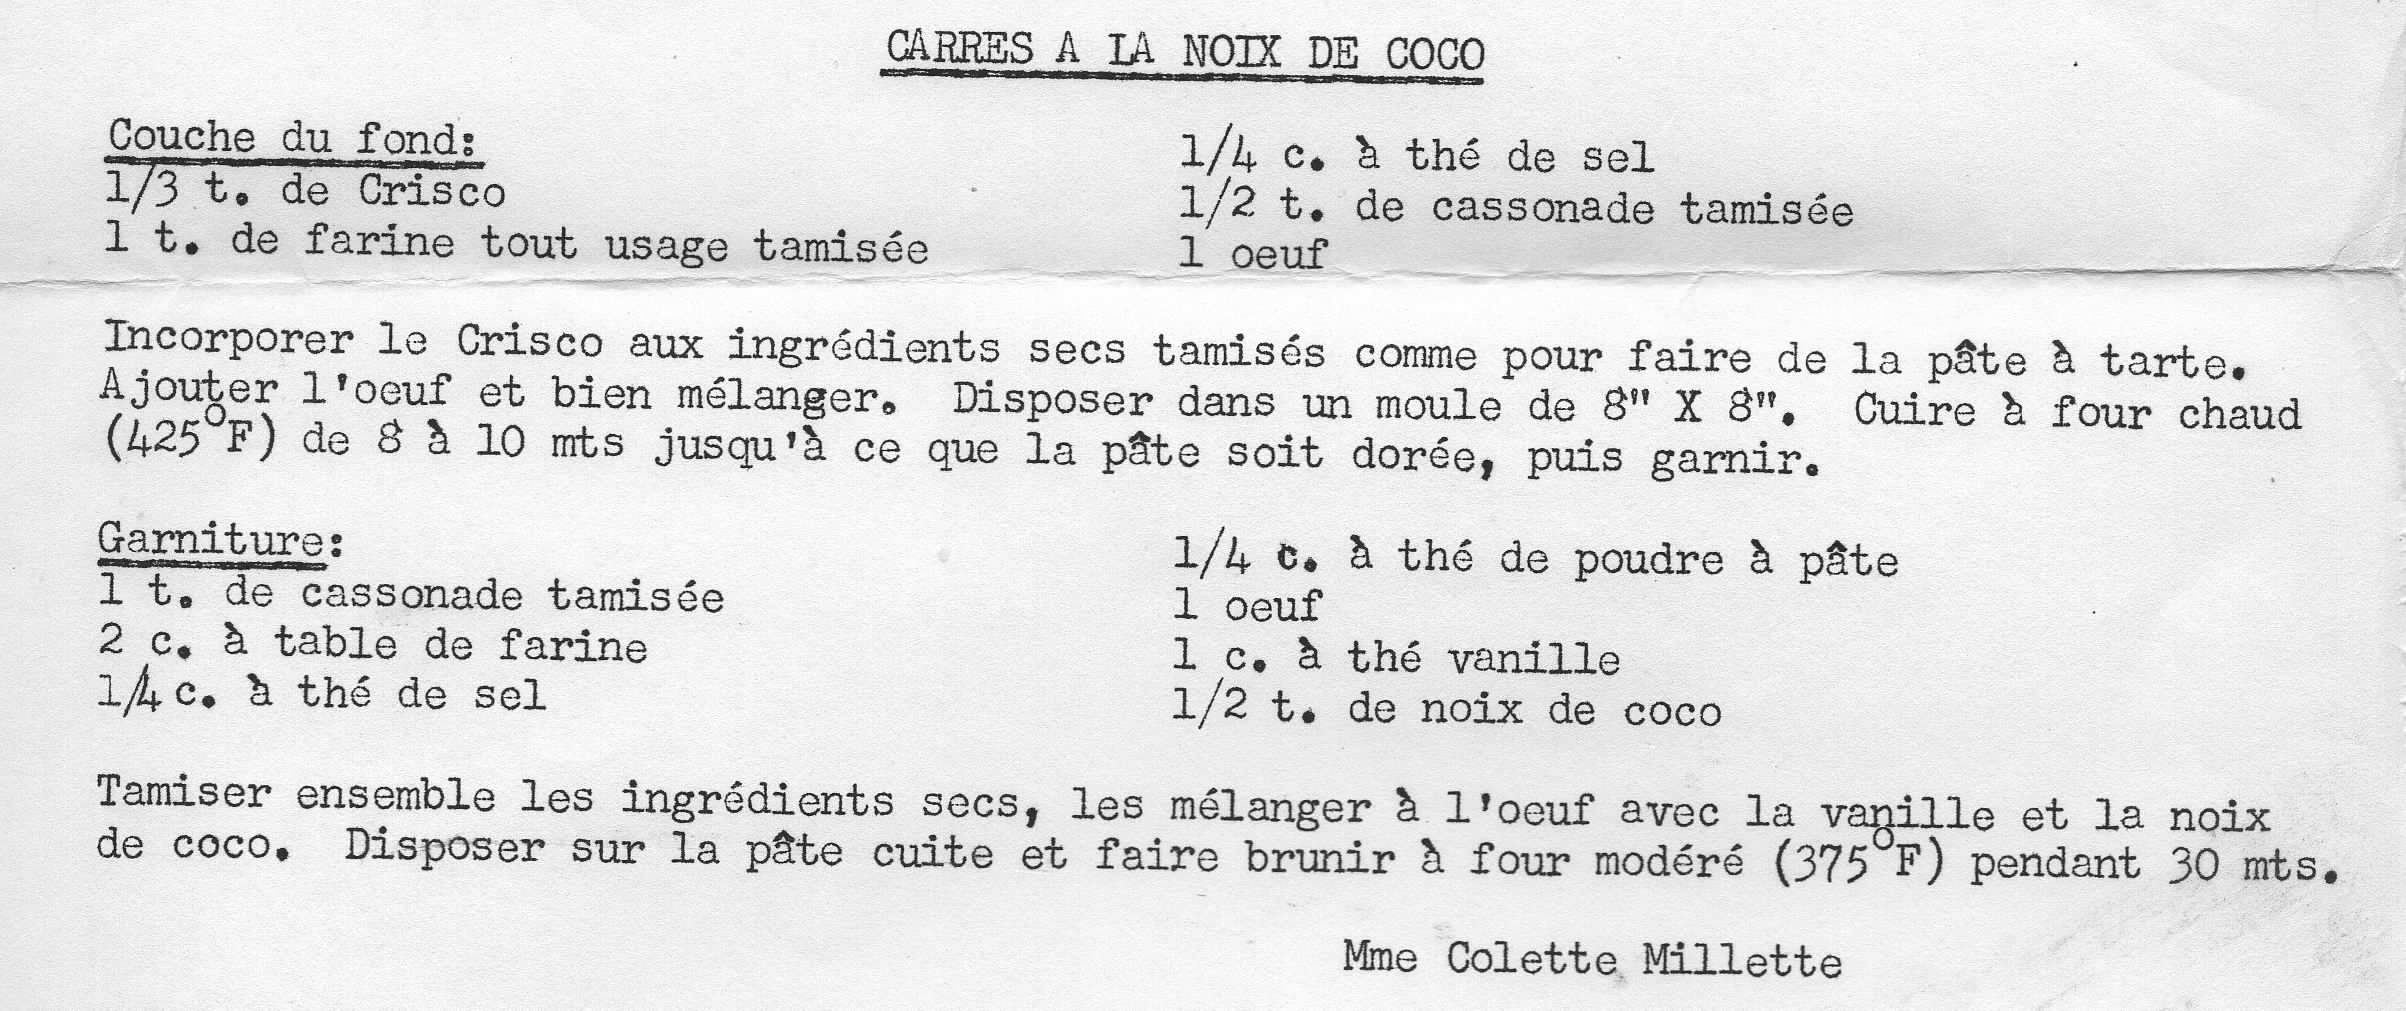 CARRES A LA NOIX DE COCO
Couche du fond:
1/3 t. de Crisco
1 t. de farine tout usage tamisée
1/4 c. à thé de sel
1/2 t. de cassonade tamisée
1 oeuf
Incorporer le Crisco aux ingrédients secs tamisés comme pour faire de la pâte à tarte.
Ajouter l'oeuf et bien mélanger. Disposer dans un moule de 8" X 8". Cuire à four chaud
(425°F) de 8 à 10 mts jusqu'à ce que la pâte soit dorée, puis garnir.
Garniture:
1 t. de cassonade tamisée
2 c. à table de farine
1/4 c. à thé de sel
1/4 c. à thé de poudre à pâte
1 oeuf
1 c. à thé vanille
1/2 t. de noix de coco
Tamiser ensemble les ingrédients secs, les mélanger à l'oeuf avec la vanille et la noix
de coco. Disposer sur la pâte cuite et faire brunir à four modéré (375°F) pendant 30 mts.
Mme Colette Millette